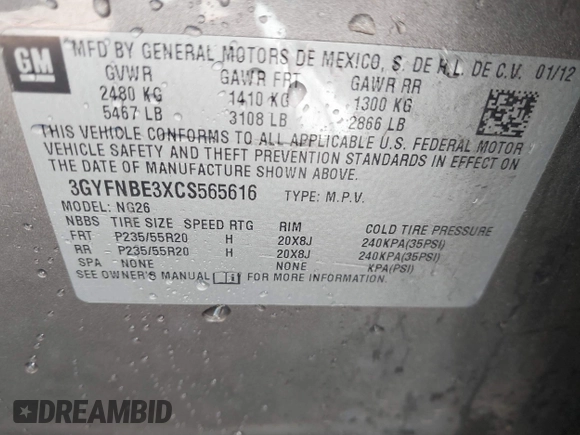 GM
MFD BY GENERAL MOTORS DE MEXICO, S. DE R.L. DE C.V. 01/12
GVWR GAWR FRT GAWR RR
2480 KG 1410 KG 1300 KG
5467 LB 3108 LB 2866 LB
THIS VEHICLE CONFORMS TO ALL APPLICABLE U.S. FEDERAL MOTOR
VEHICLE SAFETY AND THEFT PREVENTION STANDARDS IN EFFECT ON
THE DATE OF MANUFACTURE SHOWN ABOVE.
3GYFNBE3XCS565616 TYPE: M.P.V.
MODEL: NG26
NBBS TIRE SIZE SPEED RTG RIM COLD TIRE PRESSURE
FRT P235/55R20 H 20X8J 240KPA(35PSI)
RR P235/55R20 H 20X8J 240KPA(35PSI)
SPA NONE NONE KPA(PSI)
SEE OWNER'S MANUAL FOR MORE INFORMATION.
DREAMBID